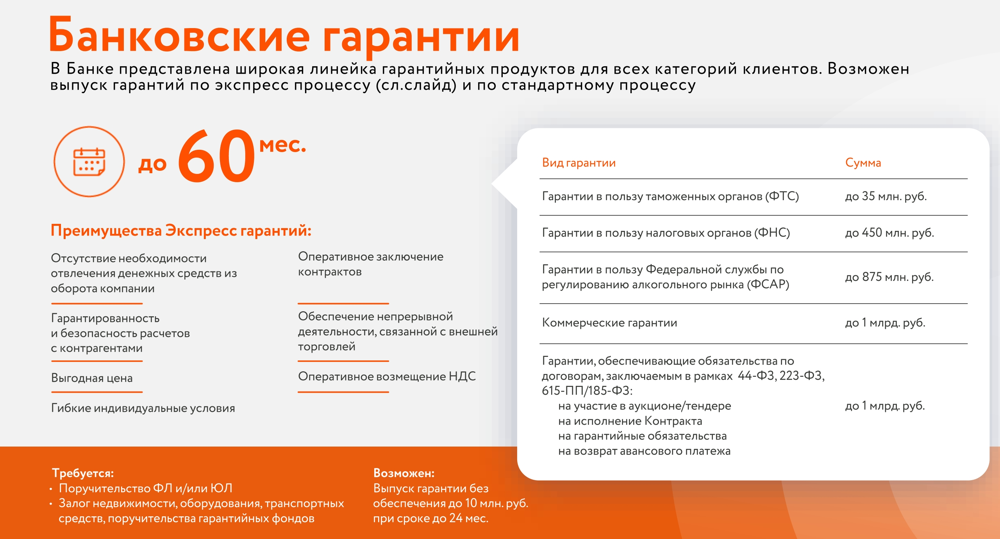 Банковские гарантии
В Банке представлена широкая линейка гарантийных продуктов для всех категорий клиентов. Возможен
выпуск гарантий по экспресс процессу (сл.слайд) и по стандартному процессу
до 60 мес.
Преимущества Экспресс гарантий:
Отсутствие необходимости
отвлечения денежных средств из
оборота компании
Гарантированность
и безопасность расчетов
с контрагентами
Выгодная цена
Гибкие индивидуальные условия
Оперативное заключение
контрактов
Обеспечение непрерывной
деятельности, связанной с внешней
торговлей
Оперативное возмещение НДС
Вид гарантии Сумма
Гарантии в пользу таможенных органов (ФТС) до 35 млн. руб.
Гарантии в пользу налоговых органов (ФНС) до 450 млн. руб.
Гарантии в пользу Федеральной службы по
регулированию алкогольного рынка (ФСАР)
до 875 млн. руб.
Коммерческие гарантии до 1 млрд. руб.
Гарантии, обеспечивающие обязательства по
договорам, заключаемым в рамках 44-ФЗ, 223-ФЗ,
615-ПП/185-ФЗ:
на участие в аукционе/тендере до 1 млрд. руб.
на исполнение Контракта
на гарантийные обязательства
на возврат авансового платежа
Требуется:
• Поручительство ФЛ и/или ЮЛ
• Залог недвижимости, оборудования, транспортных
средств, поручительства гарантийных фондов
Возможен:
Выпуск гарантии без
обеспечения до 10 млн. руб.
при сроке до 24 мес.